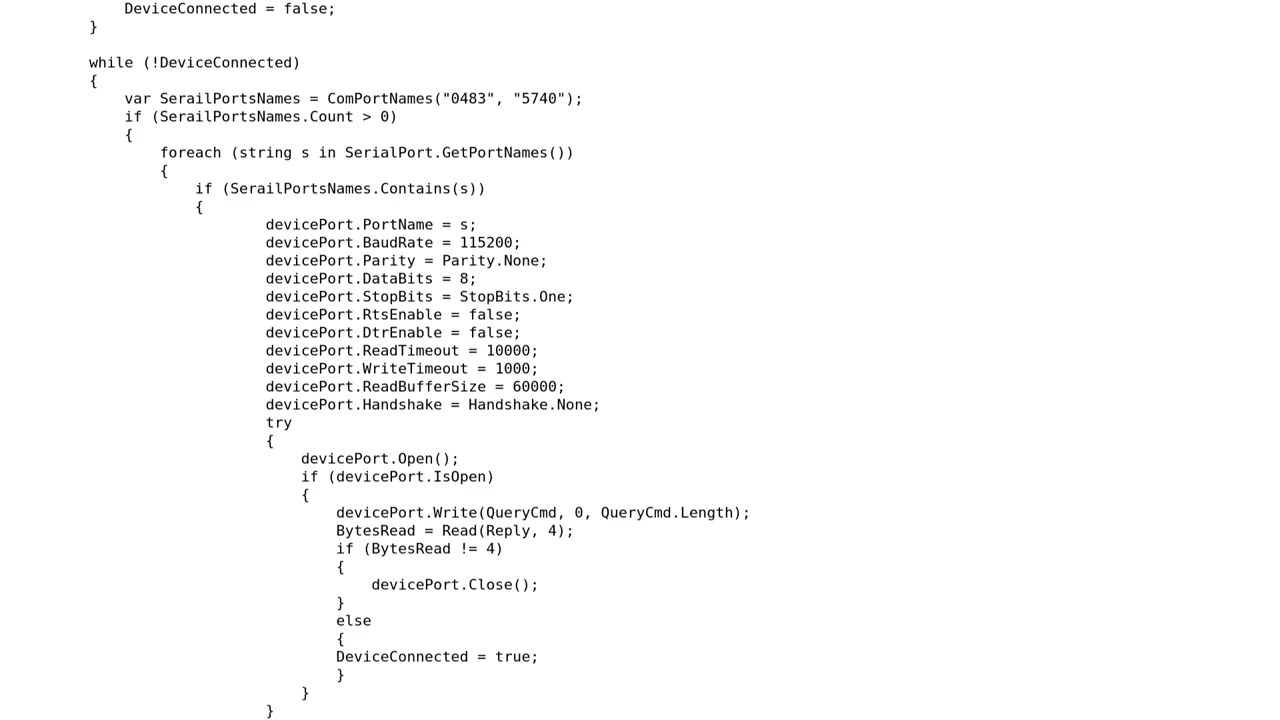 DeviceConnected = false;
}
while (!DeviceConnected)
{
var SerailPortsNames = ComPortNames("0483", "5740");
if (SerailPortsNames.Count > 0)
{
foreach (string s in SerialPort.GetPortNames())
{
if (SerailPortsNames.Contains(s))
{
devicePort.PortName = s;
devicePort.BaudRate = 115200;
devicePort.Parity = Parity.None;
devicePort.DataBits = 8;
devicePort.StopBits = StopBits.One;
devicePort.RtsEnable = false;
devicePort.DtrEnable = false;
devicePort.ReadTimeout = 10000;
devicePort.WriteTimeout = 1000;
devicePort.ReadBufferSize = 60000;
devicePort.Handshake = Handshake.None;
try
{
devicePort.Open();
if (devicePort.IsOpen)
{
devicePort.Write(QueryCmd, 0, QueryCmd.Length);
BytesRead = Read(Reply, 4);
if (BytesRead != 4)
{
devicePort.Close();
}
else
{
DeviceConnected = true;
}
}
}